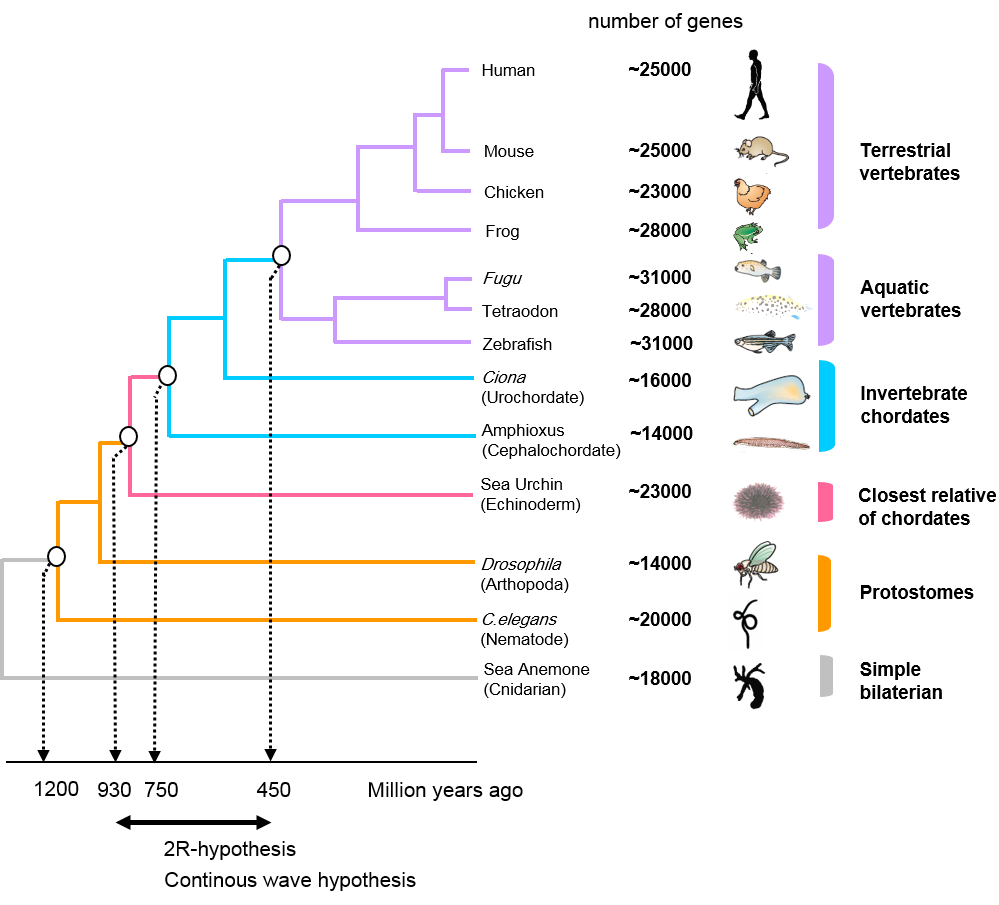 number of genes
Human ~25000
Mouse ~25000
Terrestrial
vertebrates
Chicken ~23000
Frog ~28000
Fugu ~31000
Aquatic
vertebrates
Tetraodon ~28000
Zebrafish ~31000
Ciona
(Urochordate)
~16000
Invertebrate
chordates
Amphioxus
(Cephalochordate)
~14000
Sea Urchin
(Echinoderm)
~23000
Closest relative
of chordates
Drosophila
(Arthopoda)
~14000
Protostomes
C.elegans
(Nematode)
~20000
Sea Anemone
(Cnidarian)
~18000
Simple
bilaterian
1200 930 750 450 Million years ago
2R-hypothesis
Continous wave hypothesis